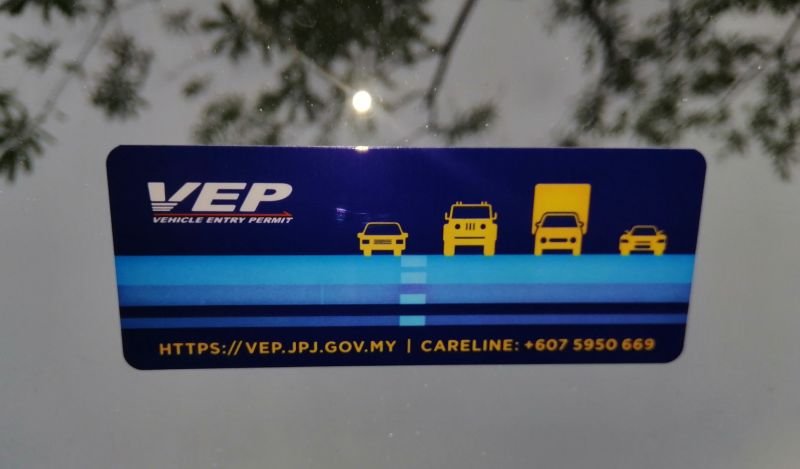 VEP
VEHICLE ENTRY PERMIT
HTTPS://VEP.JPJ.GOV.MY | CARELINE: +607 5950 669